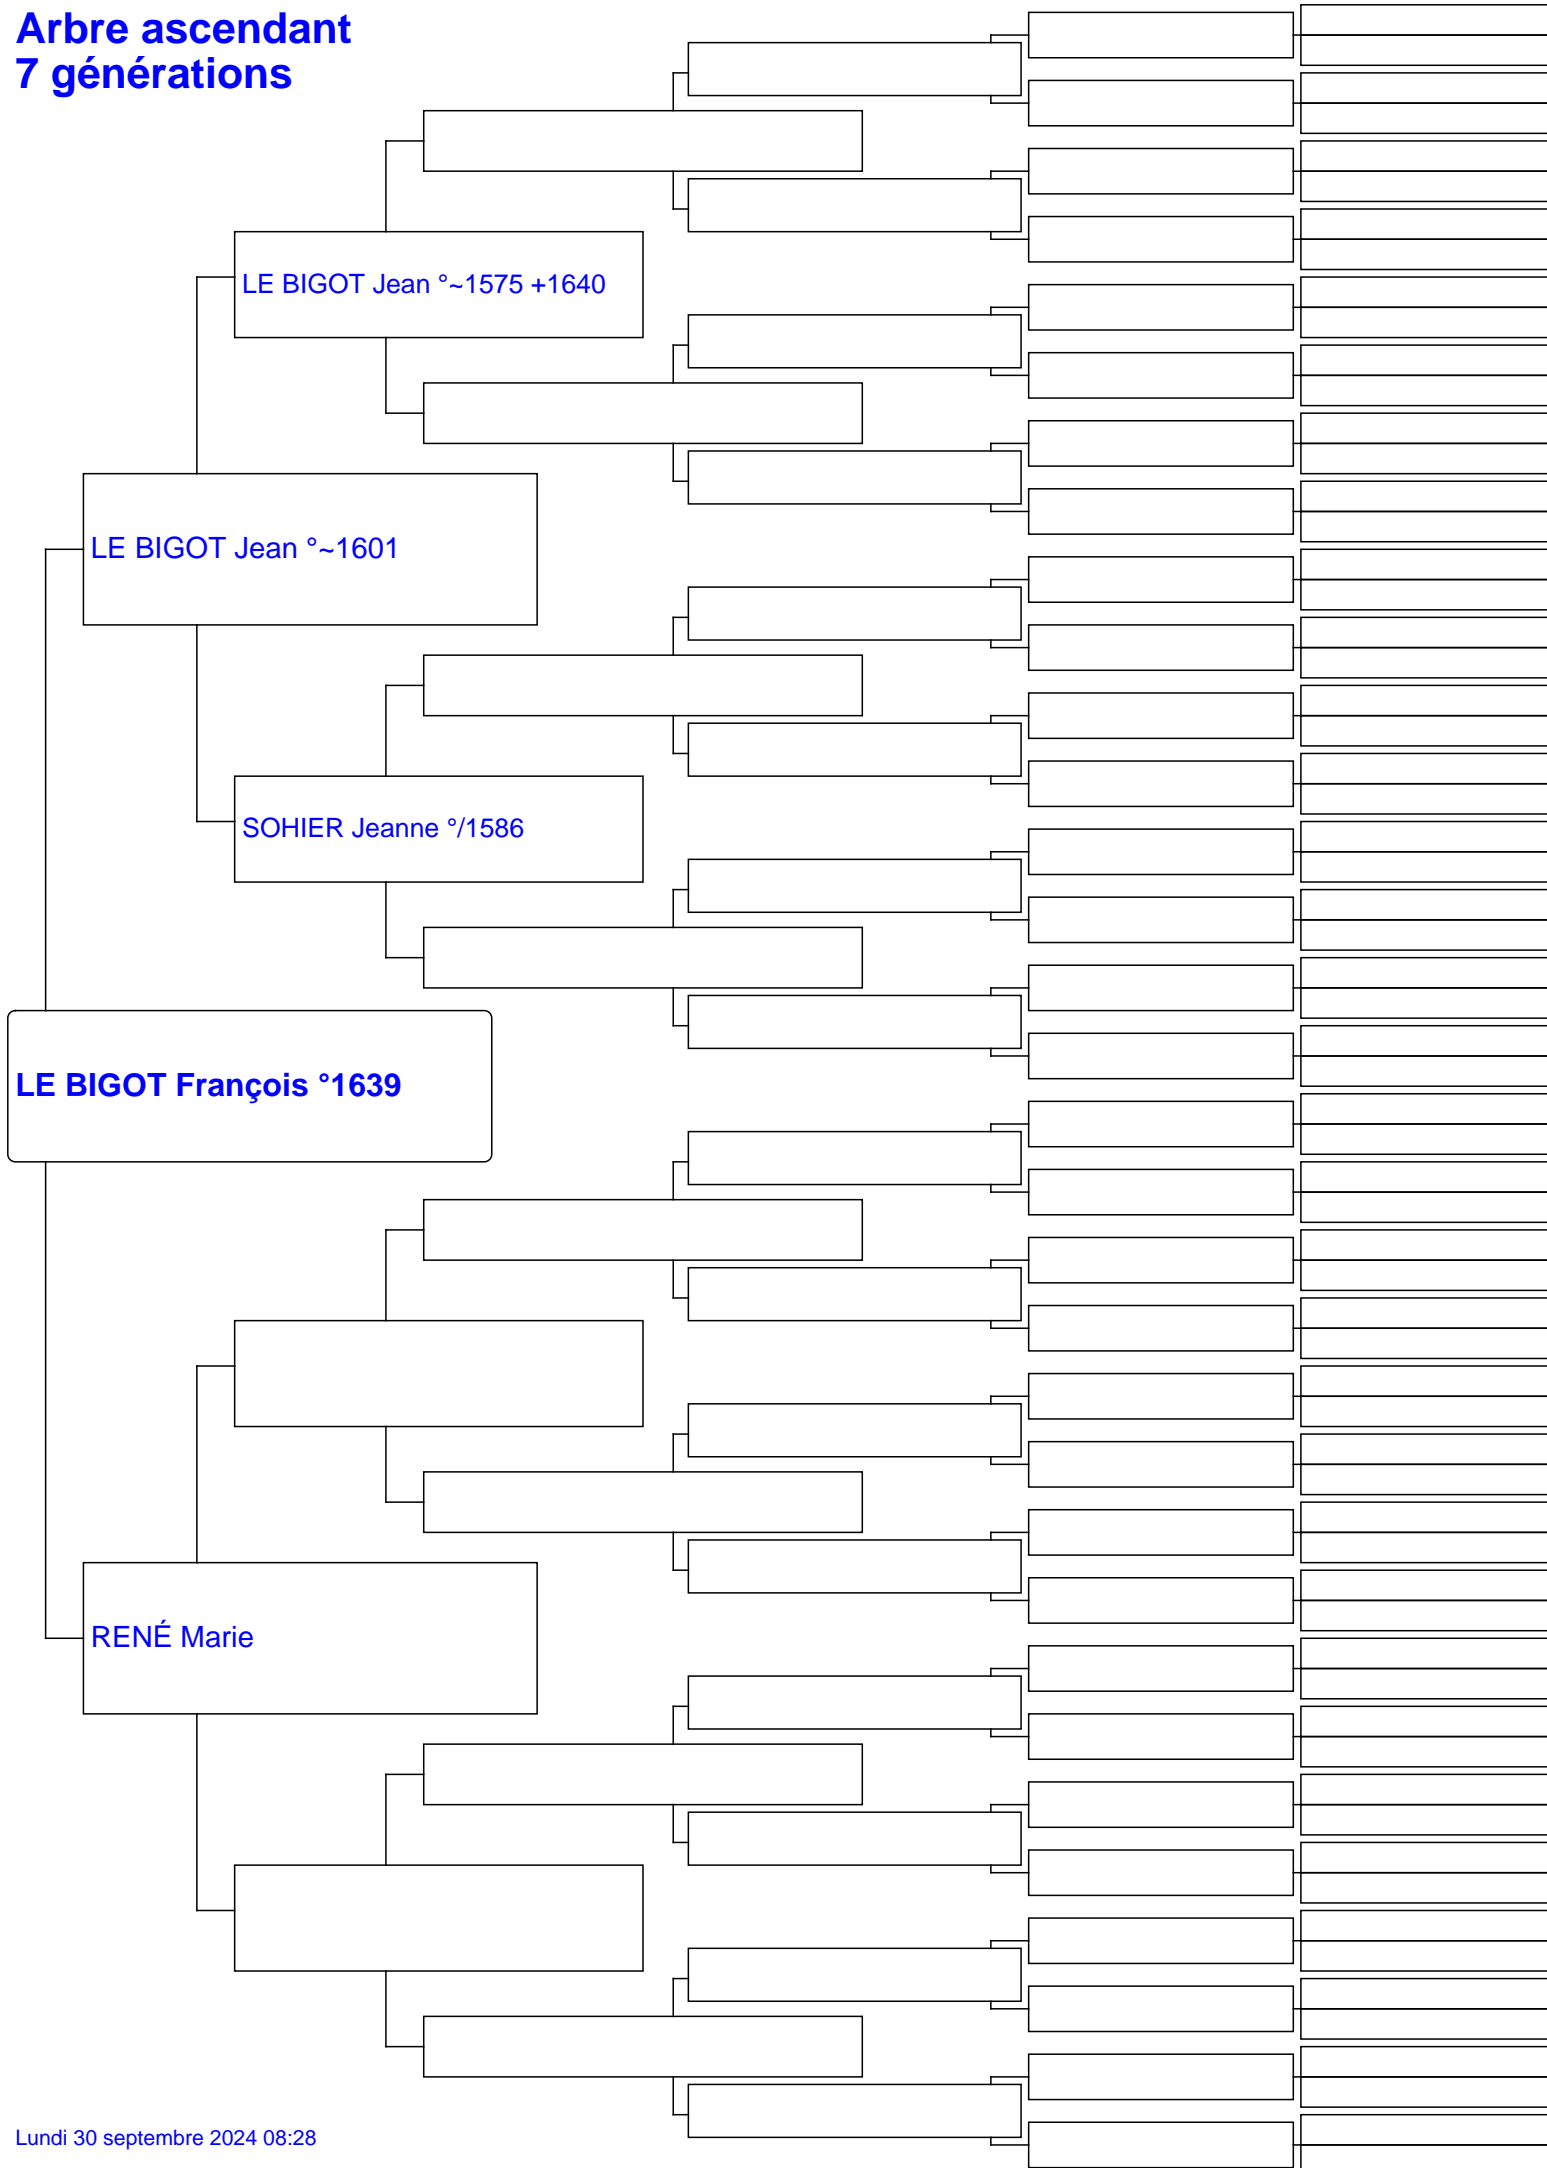 Arbre ascendant
7 générations
LE BIGOT Jean °~1575 +1640
LE BIGOT Jean °~1601
SOHIER Jeanne °/1586
LE BIGOT François °1639
RENÉ Marie
Lundi 30 septembre 2024 08:28